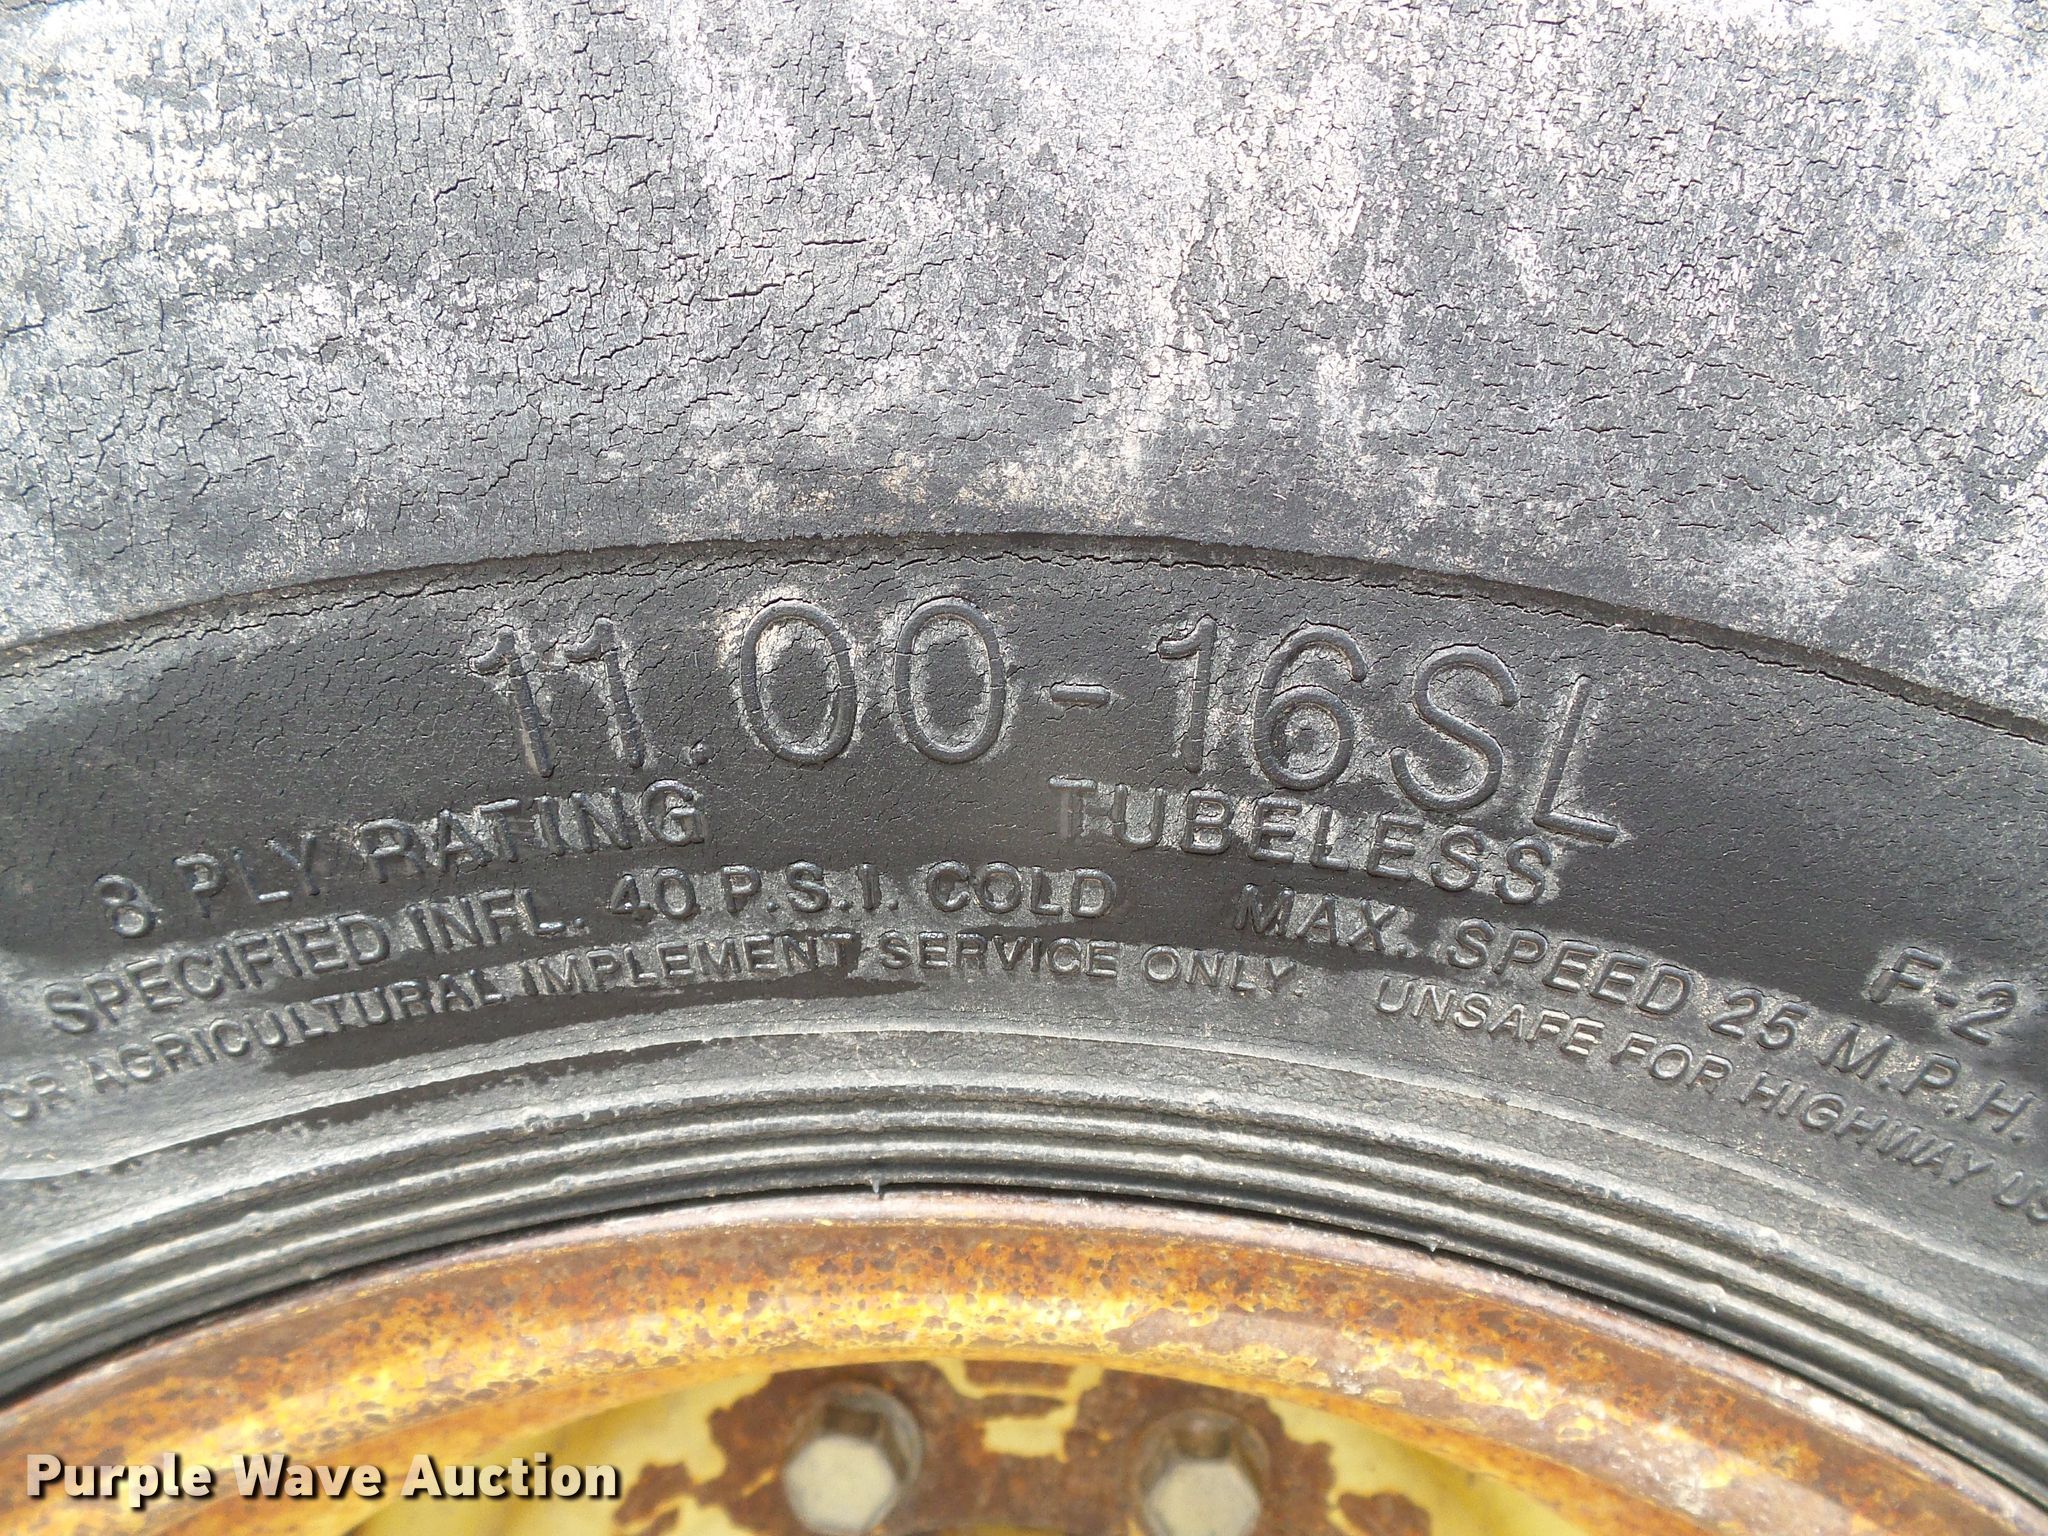 11.00-16SL
8 PLY RATING TUBELESS F-2
SPECIFIED INFL. 40 P.S.I. COLD MAX. SPEED 25 M.P.H.
AGRICULTURAL IMPLEMENT SERVICE ONLY. UNSAFE FOR HIGHWAY
Purple Wave Auction